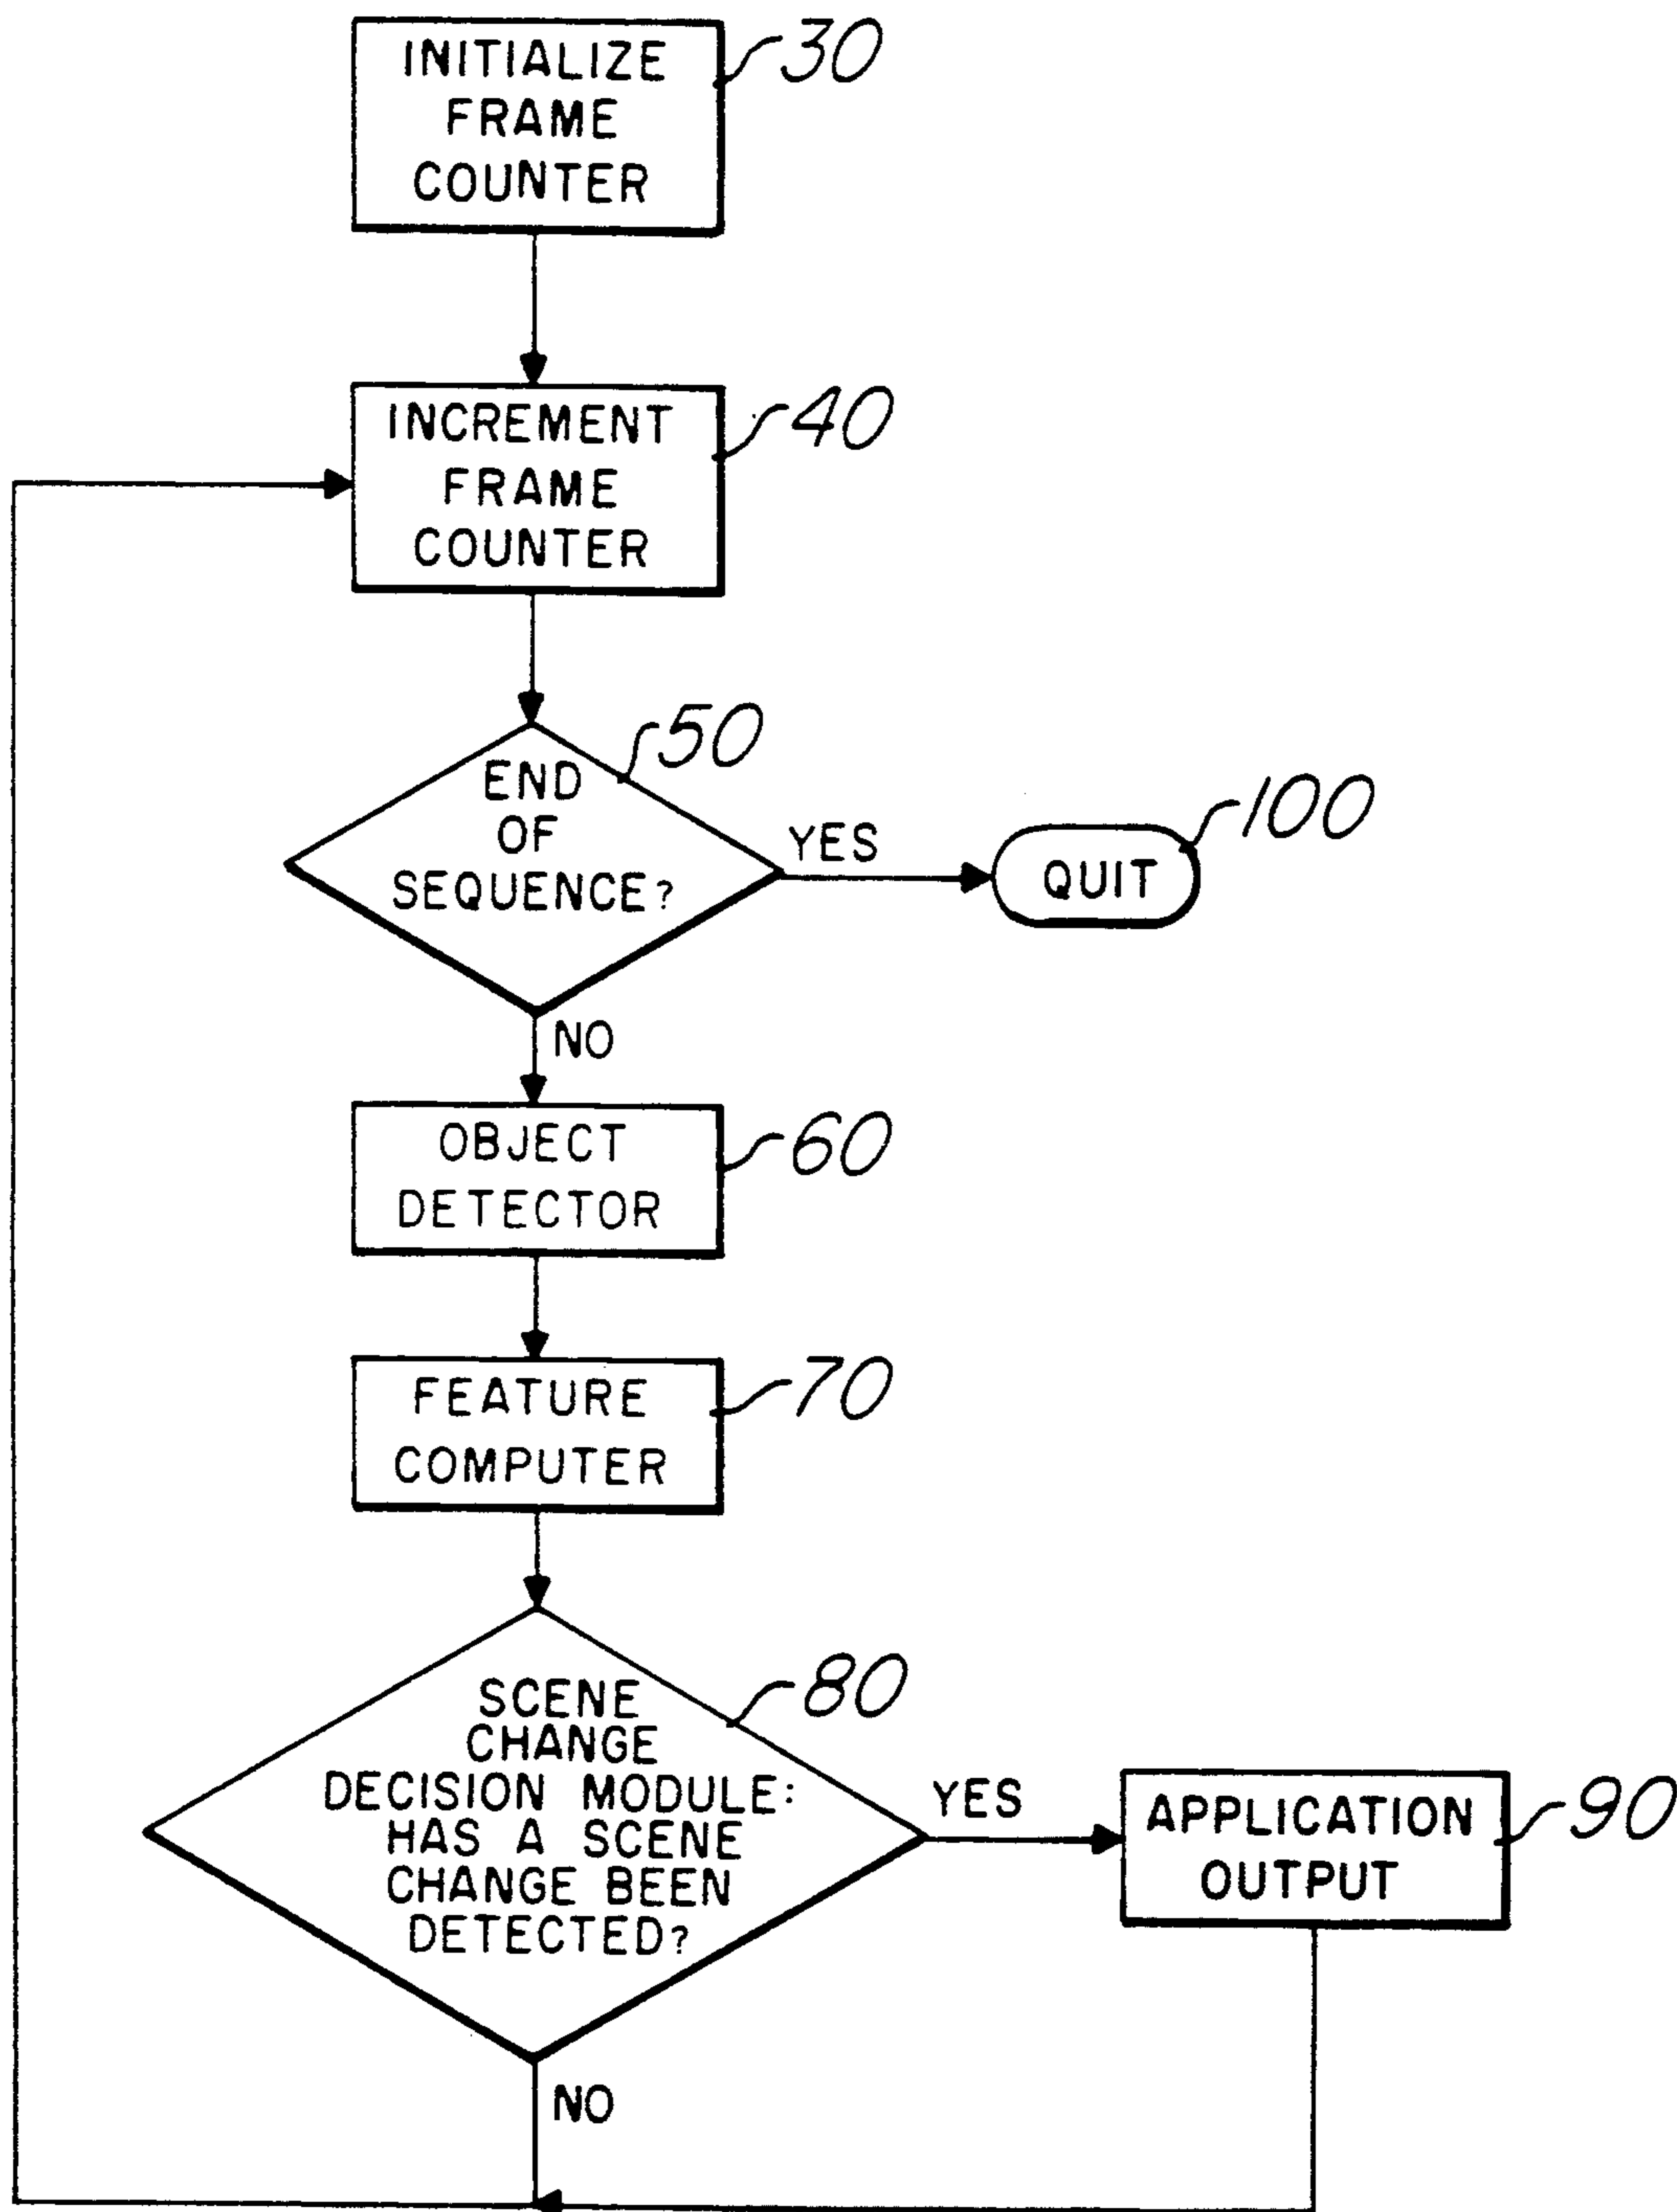 INITIALIZE
FRAME
COUNTER
30
INCREMENT
FRAME
COUNTER
40
END
OF
SEQUENCE?
50
YES
QUIT
100
NO
OBJECT
DETECTOR
60
FEATURE
COMPUTER
70
SCENE
CHANGE
DECISION MODULE:
HAS A SCENE
CHANGE BEEN
DETECTED?
80
YES
APPLICATION
OUTPUT
90
NO